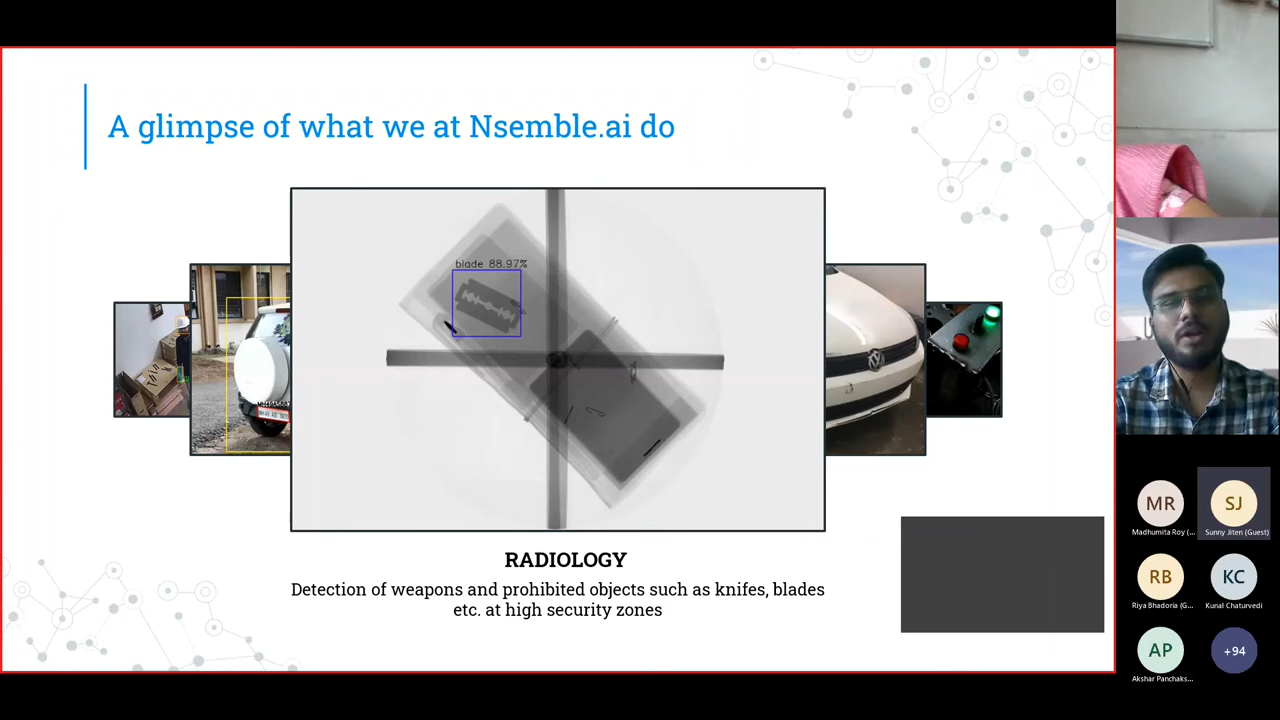 A glimpse of what we at Nsemble.ai do
blade 88.97%
RADIOLOGY
Detection of weapons and prohibited objects such as knifes, blades
etc. at high security zones
MR
SJ
Madhumita Roy (...
Sunny Jiten (Guest)
RB
KC
Riya Bhadoria (G...
Kunal Chaturvedi
AP
+94
Akshar Panchaks...